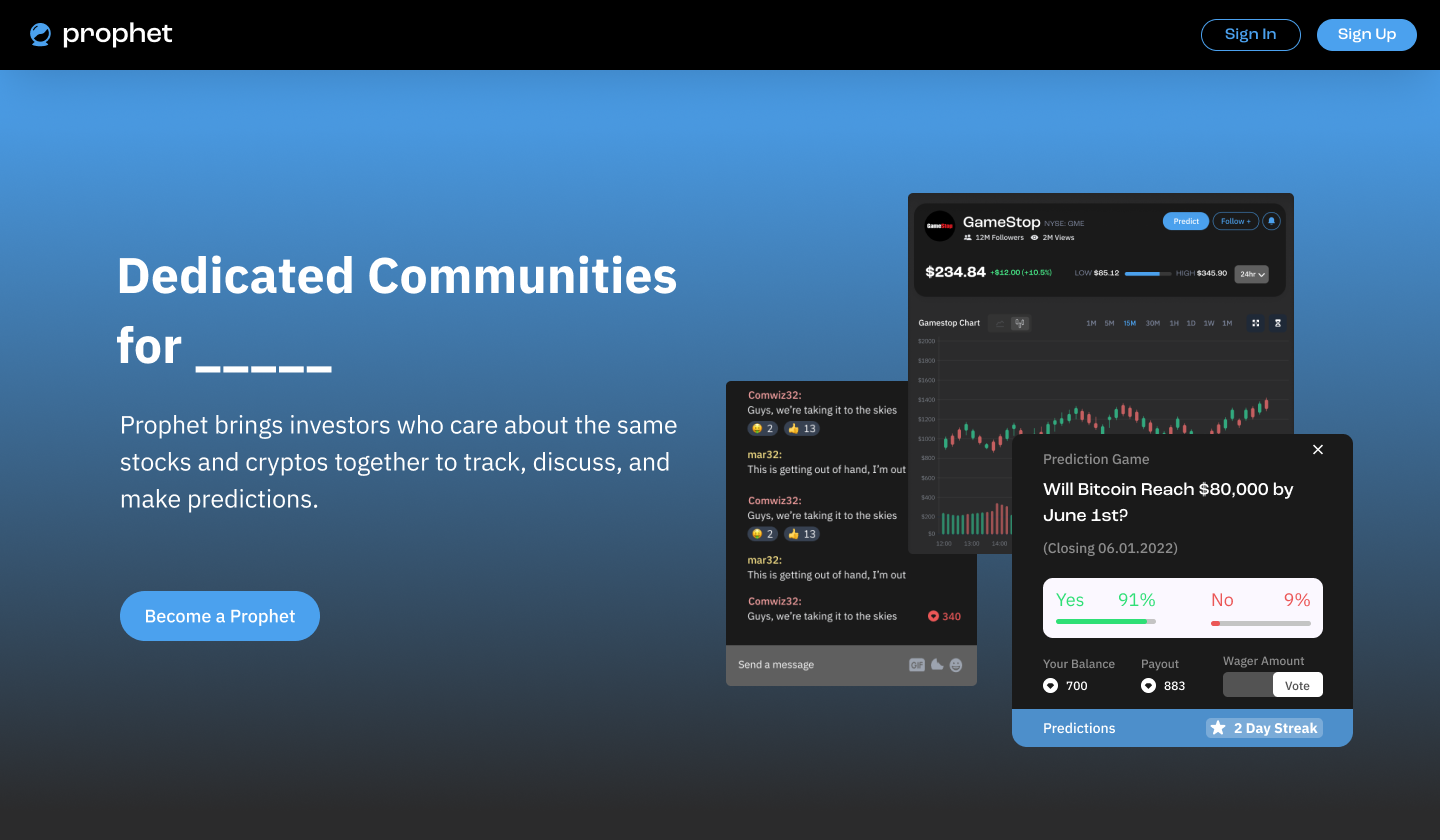 prophet
Sign In
Sign Up
Dedicated Communities
for _____
Prophet brings investors who care about the same
stocks and cryptos together to track, discuss, and
make predictions.
Become a Prophet
GameStop
GameStop NYSE: GME
12M Followers 2M Views
Predict
Follow +
$234.84 +$12.00 (+10.5%)
LOW $85.12
HIGH $345.90
24hr
Gamestop Chart
1M 5M 15M 30M 1H 1D 1W 1M
$2000
$1800
$1600
$1400
$1200
$1000
$800
$600
$400
$200
$0
12:00 13:00 14:00
Comwiz32:
Guys, we're taking it to the skies
2 13
mar32:
This is getting out of hand, I'm out
Comwiz32:
Guys, we're taking it to the skies
2 13
mar32:
This is getting out of hand, I'm out
Comwiz32:
Guys, we're taking it to the skies
340
Send a message
GIF
Prediction Game
Will Bitcoin Reach $80,000 by
June 1st?
(Closing 06.01.2022)
Yes 91%
No 9%
Your Balance
700
Payout
883
Wager Amount
Vote
Predictions
2 Day Streak